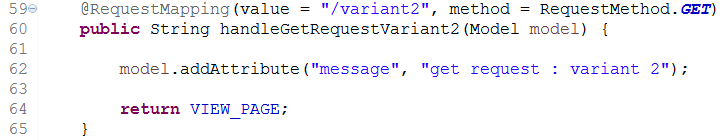 59 @RequestMapping(value = "/variant2", method = RequestMethod.GET)
60 public String handleGetRequestVariant2(Model model) {
61
62 model.addAttribute("message", "get request : variant 2");
63
64 return VIEW_PAGE;
65 }